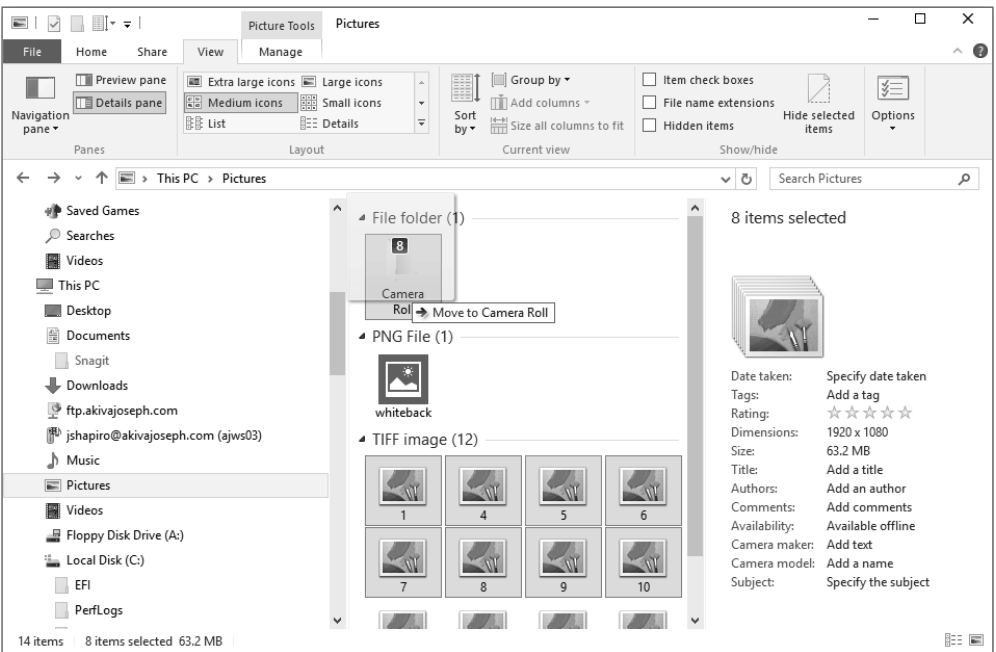 Picture Tools Pictures
File Home Share View Manage
Navigation pane
Preview pane
Details pane
Panes
Extra large icons Large icons
Medium icons Small icons
List Details
Layout
Sort by
Group by
Add columns
Size all columns to fit
Current view
Item check boxes
File name extensions
Hidden items
Hide selected items
Show/hide
Options
This PC > Pictures
Search Pictures
Saved Games
Searches
Videos
This PC
Desktop
Documents
Snagit
Downloads
ftp.akivajoseph.com
jshapiro@akivajoseph.com (ajws03)
Music
Pictures
Videos
Floppy Disk Drive (A:)
Local Disk (C:)
EFI
PerfLogs
File folder (1)
8
Camera
Rol
Move to Camera Roll
PNG File (1)
whiteback
TIFF image (12)
1 4 5 6
7 8 9 10
8 items selected
Date taken: Specify date taken
Tags: Add a tag
Rating:
Dimensions: 1920 x 1080
Size: 63.2 MB
Title: Add a title
Authors: Add an author
Comments: Add comments
Availability: Available offline
Camera maker: Add text
Camera model: Add a name
Subject: Specify the subject
14 items 8 items selected 63.2 MB